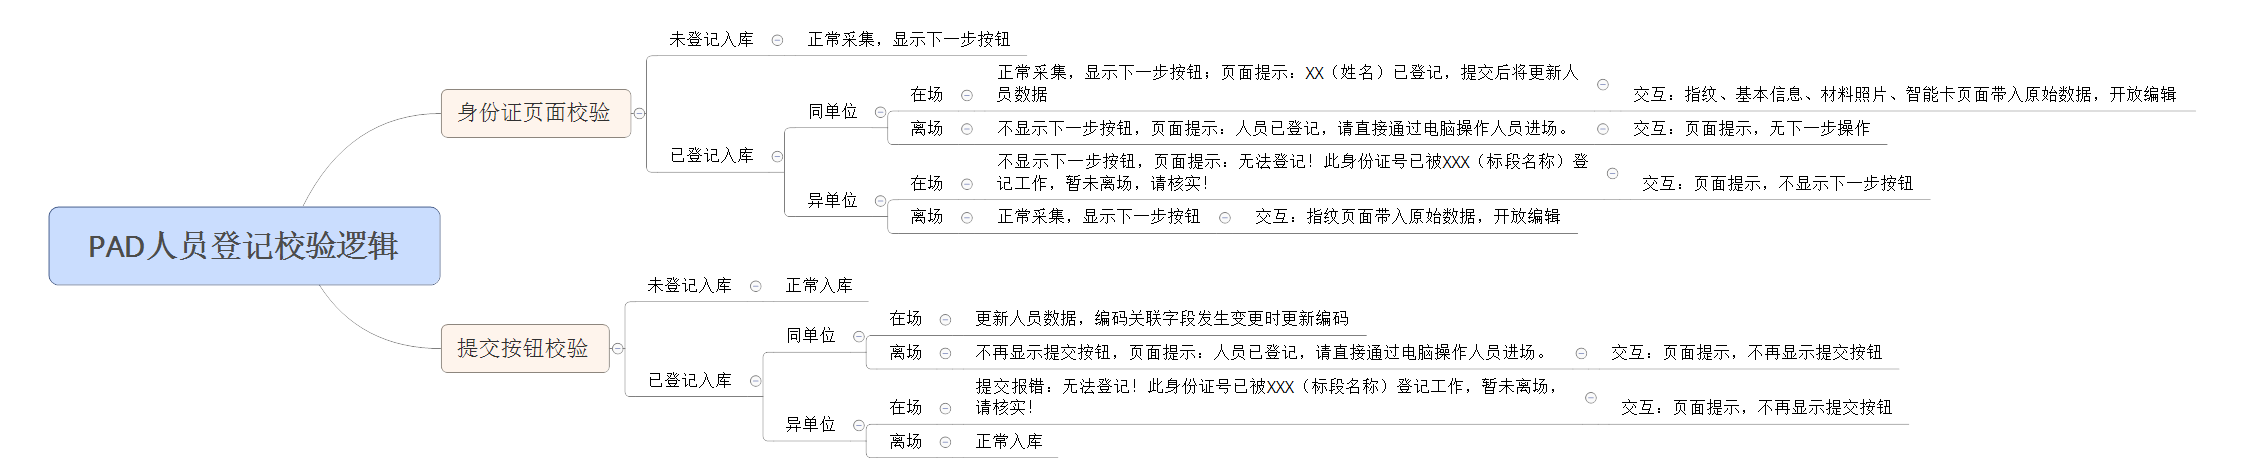 PAD人员登记校验逻辑
身份证页面校验
未登记入库
正常采集，显示下一步按钮
已登记入库
同单位
在场
正常采集，显示下一步按钮；页面提示：XX（姓名）已登记，提交后将更新人
员数据
交互：指纹、基本信息、材料照片、智能卡页面带入原始数据，开放编辑
离场
不显示下一步按钮，页面提示：人员已登记，请直接通过电脑操作人员进场。
交互：页面提示，无下一步操作
异单位
在场
不显示下一步按钮，页面提示：无法登记！此身份证号已被XXX（标段名称）登
记工作，暂未离场，请核实！
交互：页面提示，不显示下一步按钮
离场
正常采集，显示下一步按钮
交互：指纹页面带入原始数据，开放编辑
提交按钮校验
未登记入库
正常入库
已登记入库
同单位
在场
更新人员数据，编码关联字段发生变更时更新编码
离场
不再显示提交按钮，页面提示：人员已登记，请直接通过电脑操作人员进场。
交互：页面提示，不再显示提交按钮
异单位
在场
提交报错：无法登记！此身份证号已被XXX（标段名称）登记工作，暂未离场，
请核实！
交互：页面提示，不再显示提交按钮
离场
正常入库